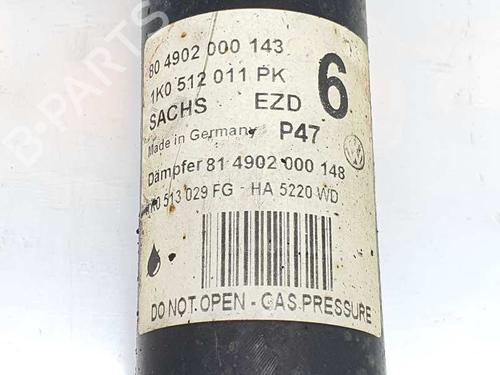 80 4902 000 143
1K0 512 011 PK 6
SACHS EZD
Made in Germany P47
Dämpfer 81 4902 000 148
1K0 513 029 FG - HA 5220 WD
DO NOT OPEN - GAS PRESSURE
B-PARTS